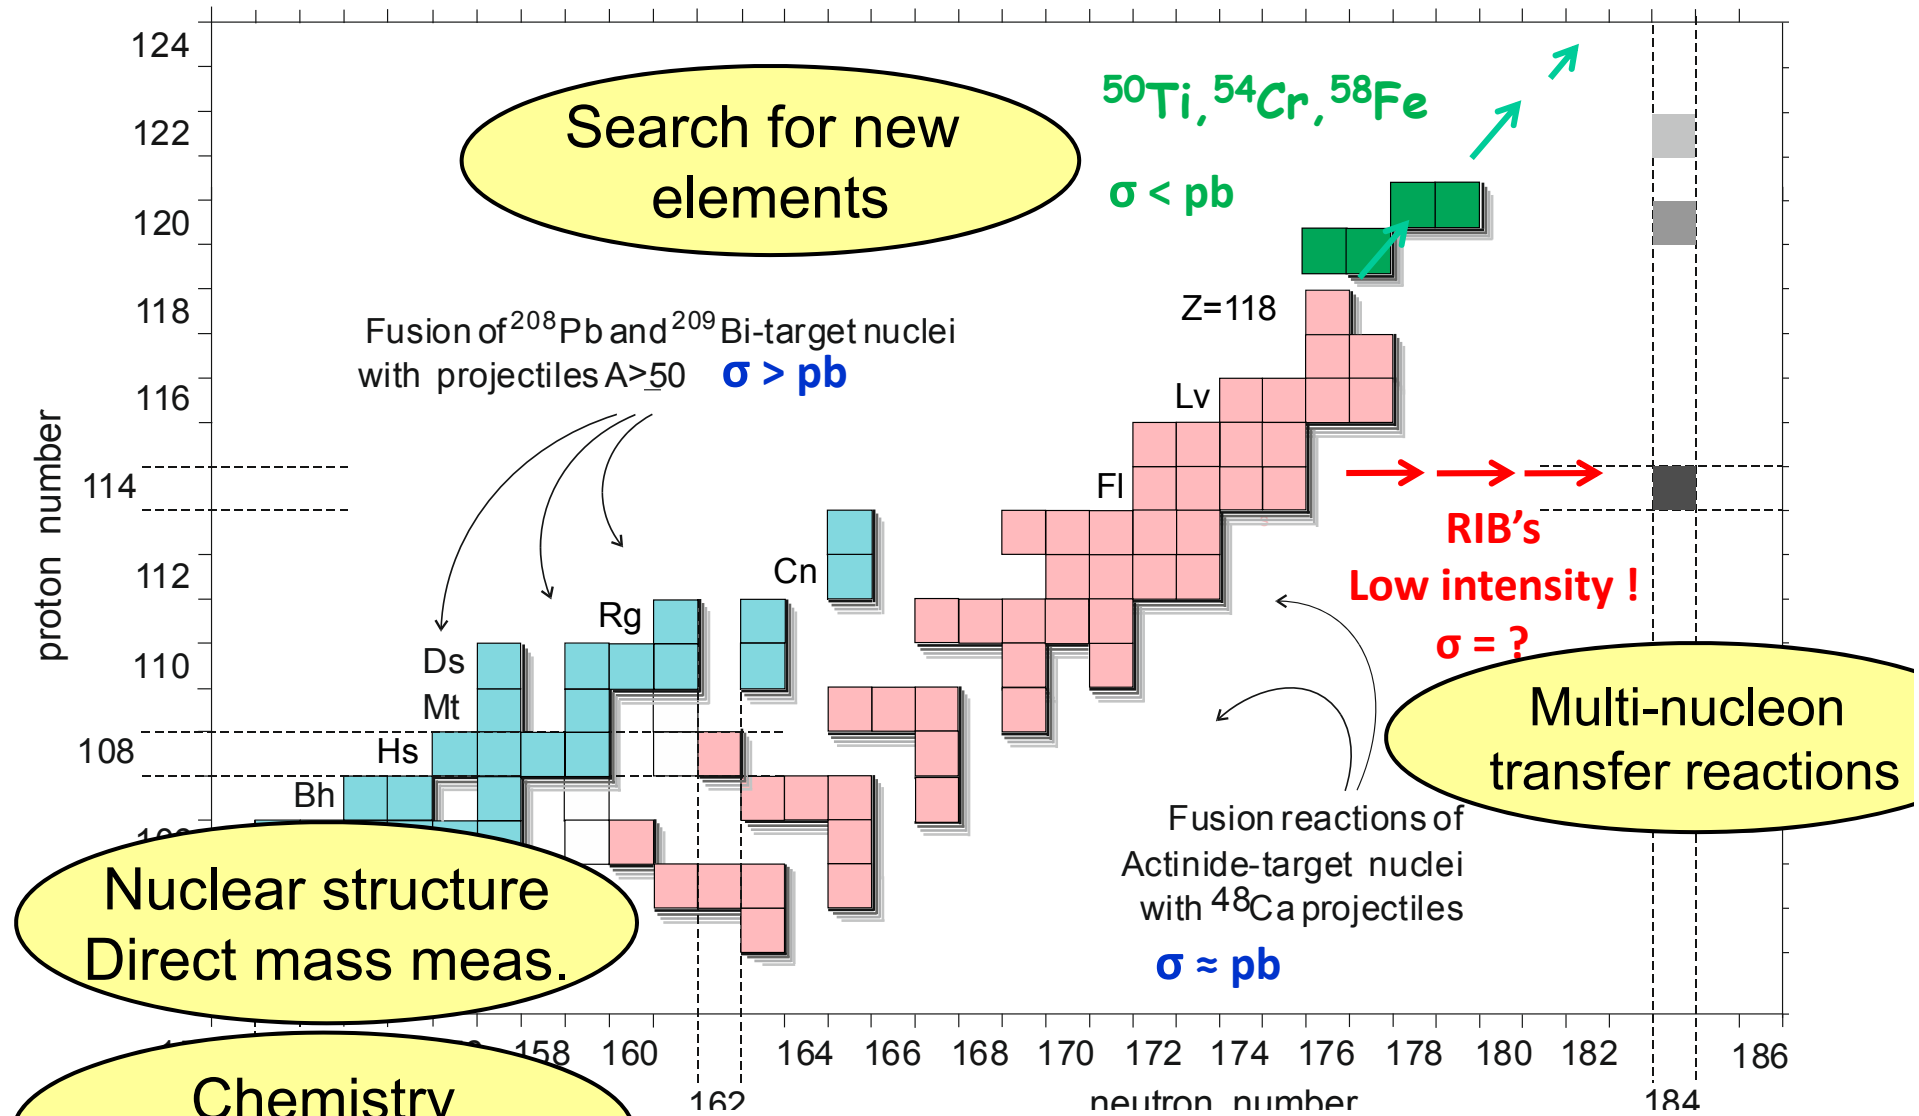 124
122
120
118
116
114
112
110
108
proton number
Search for new
elements
⁵⁰Ti, ⁵⁴Cr, ⁵⁸Fe
σ < pb
Z=118
Fusion of ²⁰⁸Pb and ²⁰⁹Bi-target nuclei
with projectiles A>50 σ > pb
Lv
Fl
Cn
Rg
Ds
Mt
Hs
Bh
RIB's
Low intensity !
σ = ?
Multi-nucleon
transfer reactions
Fusion reactions of
Actinide-target nuclei
with ⁴⁸Ca projectiles
σ ≈ pb
Nuclear structure
Direct mass meas.
Chemistry
158 160 164 166 168 170 172 174 176 178 180 182 186
162 neutron number 184